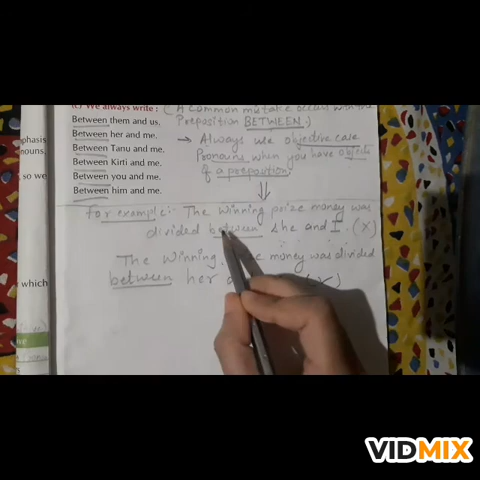 (c) We always write :
Between them and us.
Between her and me.
Between Tanu and me.
Between Kirti and me.
Between you and me.
Between him and me.
(A common mistake occurs with the
Preposition BETWEEN.)
→ Always use objective case
Pronouns when you have object
of a preposition.
For example:- The winning prize money was
divided between she and I. (X)
The winning money was divided
between her
phasis
nouns.
so we
which
we
VIDMIX